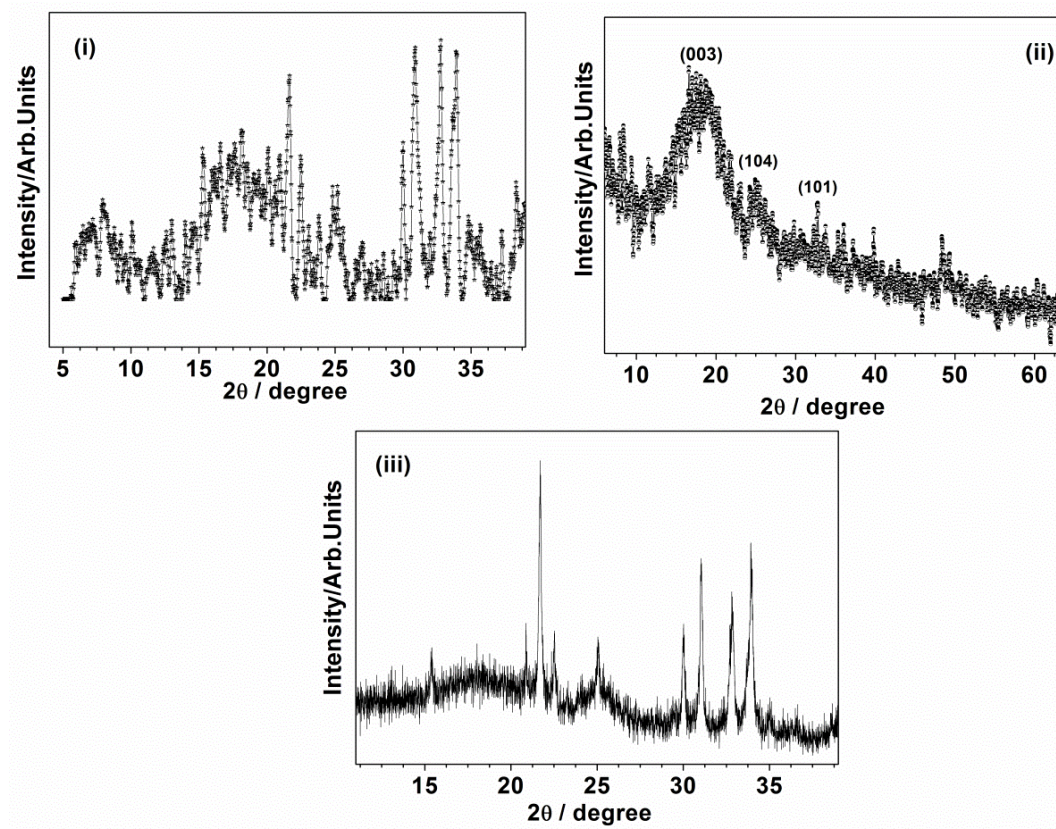 (i)
Intensity/Arb.Units
5 10 15 20 25 30 35
2θ / degree
(ii)
(003)
(104)
(101)
Intensity/Arb.Units
10 20 30 40 50 60
2θ / degree
(iii)
Intensity/Arb.Units
15 20 25 30 35
2θ / degree